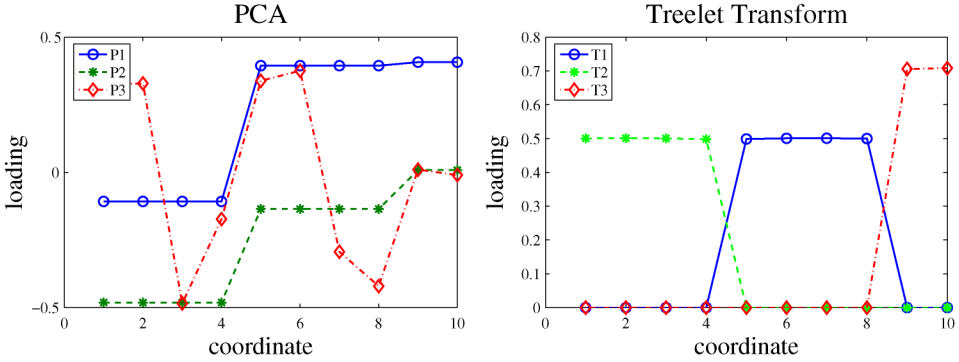 PCA
0.5
0
−0.5
0
2
4
6
8
10
loading
coordinate
P1
P2
P3
Treelet Transform
0.8
0.7
0.6
0.5
0.4
0.3
0.2
0.1
0
0
2
4
6
8
10
loading
coordinate
T1
T2
T3